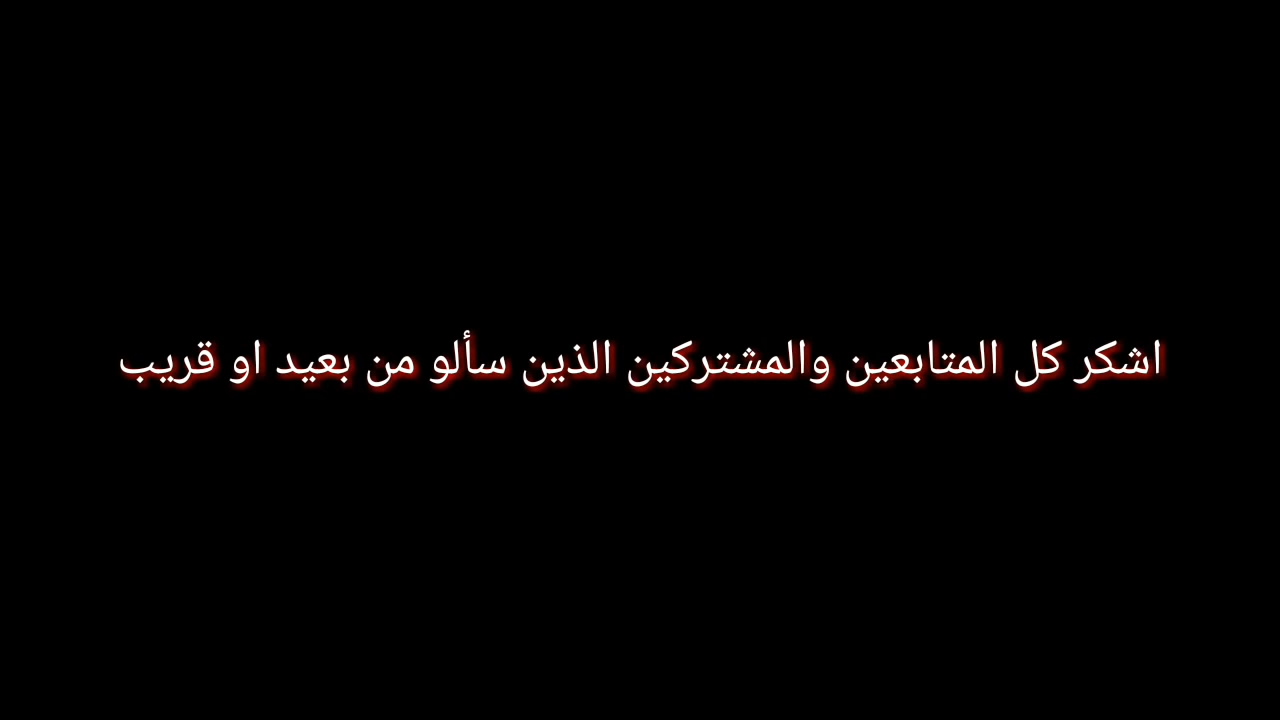 اشكر كل المتابعين والمشتركين الذين سألو من بعيد او قريب